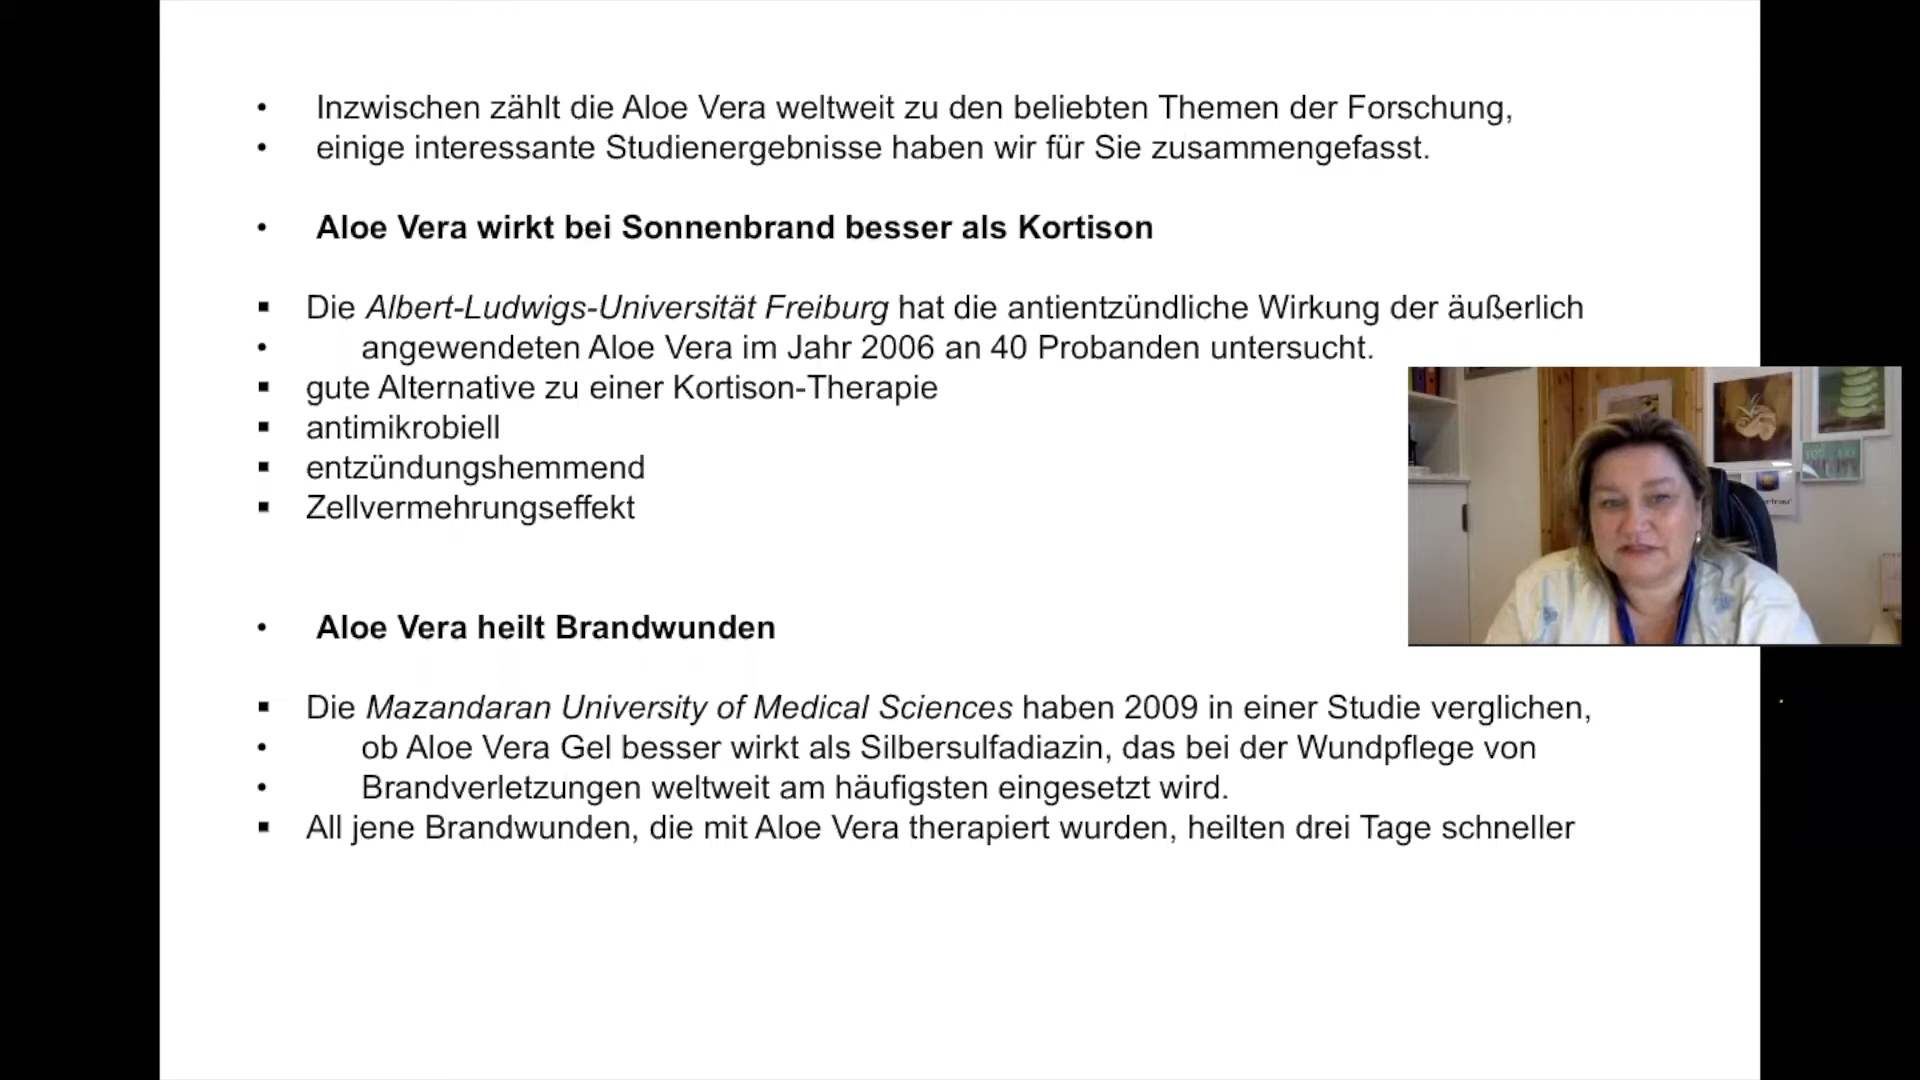 • Inzwischen zählt die Aloe Vera weltweit zu den beliebten Themen der Forschung,
• einige interessante Studienergebnisse haben wir für Sie zusammengefasst.
• Aloe Vera wirkt bei Sonnenbrand besser als Kortison
▪ Die Albert-Ludwigs-Universität Freiburg hat die antientzündliche Wirkung der äußerlich
• angewendeten Aloe Vera im Jahr 2006 an 40 Probanden untersucht.
▪ gute Alternative zu einer Kortison-Therapie
▪ antimikrobiell
▪ entzündungshemmend
▪ Zellvermehrungseffekt
• Aloe Vera heilt Brandwunden
▪ Die Mazandaran University of Medical Sciences haben 2009 in einer Studie verglichen,
• ob Aloe Vera Gel besser wirkt als Silbersulfadiazin, das bei der Wundpflege von
• Brandverletzungen weltweit am häufigsten eingesetzt wird.
▪ All jene Brandwunden, die mit Aloe Vera therapiert wurden, heilten drei Tage schneller